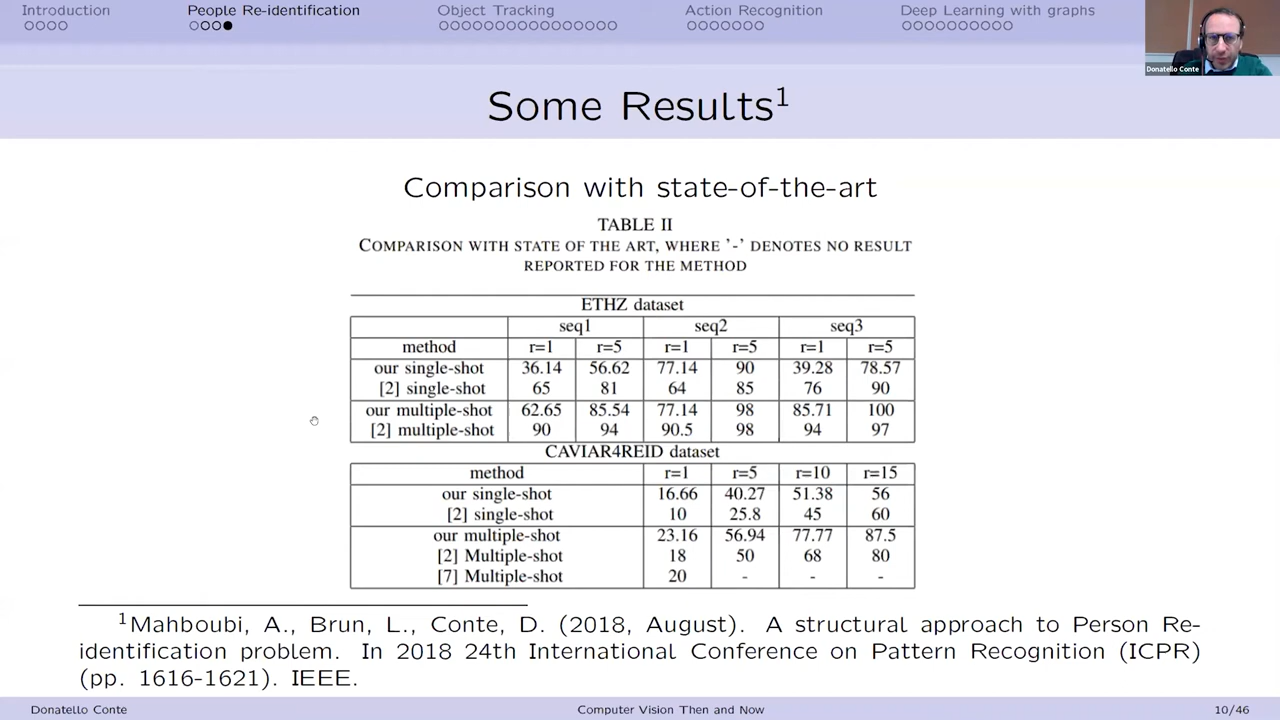 Introduction People Re-identification Object Tracking Action Recognition Deep Learning with graphs
Donatello Conte
Some Results1
Comparison with state-of-the-art
TABLE II
COMPARISON WITH STATE OF THE ART, WHERE '-' DENOTES NO RESULT
REPORTED FOR THE METHOD
ETHZ dataset
seq1 seq2 seq3
method r=1 r=5 r=1 r=5 r=1 r=5
our single-shot 36.14 56.62 77.14 90 39.28 78.57
[2] single-shot 65 81 64 85 76 90
our multiple-shot 62.65 85.54 77.14 98 85.71 100
[2] multiple-shot 90 94 90.5 98 94 97
CAVIAR4REID dataset
method r=1 r=5 r=10 r=15
our single-shot 16.66 40.27 51.38 56
[2] single-shot 10 25.8 45 60
our multiple-shot 23.16 56.94 77.77 87.5
[2] Multiple-shot 18 50 68 80
[7] Multiple-shot 20 - - -
1Mahboubi, A., Brun, L., Conte, D. (2018, August). A structural approach to Person Re-
identification problem. In 2018 24th International Conference on Pattern Recognition (ICPR)
(pp. 1616-1621). IEEE.
Donatello Conte Computer Vision Then and Now 10/46